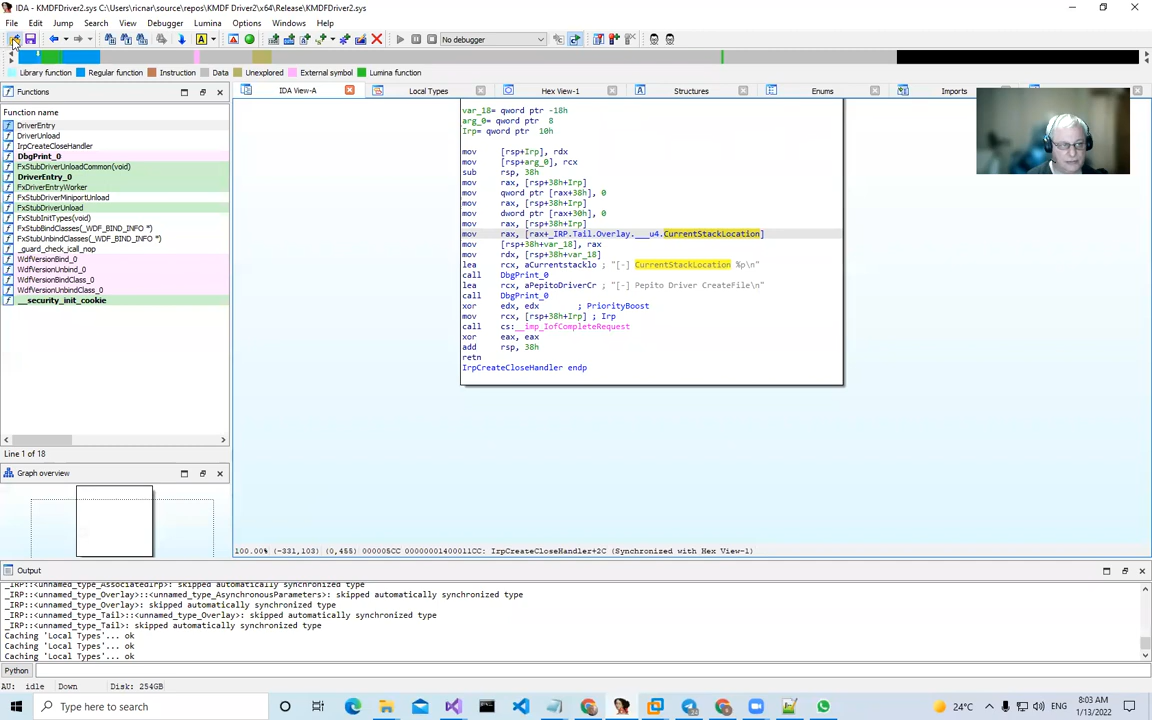 IDA - KMDFDriver2.sys C:\Users\ricnar\source\repos\KMDF Driver2\x64\Release\KMDFDriver2.sys
File Edit Jump Search View Debugger Lumina Options Windows Help
No debugger
Library function Regular function Instruction Data Unexplored External symbol Lumina function
Functions
IDA View-A Local Types Hex View-1 Structures Enums Imports
Function name
DriverEntry
DriverUnload
IrpCreateCloseHandler
DbgPrint_0
FxStubDriverUnloadCommon(void)
DriverEntry_0
FxDriverEntryWorker
FxStubDriverMiniportUnload
FxStubDriverUnload
FxStubInitTypes(void)
FxStubBindClasses(_WDF_BIND_INFO *)
FxStubUnbindClasses(_WDF_BIND_INFO *)
_guard_check_icall_nop
WdfVersionBind_0
WdfVersionUnbind_0
WdfVersionBindClass_0
WdfVersionUnbindClass_0
__security_init_cookie
Line 1 of 18
Graph overview
var_18= qword ptr -18h
arg_0= qword ptr  8
Irp= qword ptr  10h
mov     [rsp+Irp], rdx
mov     [rsp+arg_0], rcx
sub     rsp, 38h
mov     rax, [rsp+38h+Irp]
mov     qword ptr [rax+38h], 0
mov     rax, [rsp+38h+Irp]
mov     dword ptr [rax+30h], 0
mov     rax, [rsp+38h+Irp]
mov     rax, [rax+_IRP.Tail.Overlay.___u4.CurrentStackLocation]
mov     [rsp+38h+var_18], rax
mov     rdx, [rsp+38h+var_18]
lea     rcx, aCurrentstacklo ; "[-] CurrentStackLocation %p\n"
call    DbgPrint_0
lea     rcx, aPepitoDriverCr ; "[-] Pepito Driver CreateFile\n"
call    DbgPrint_0
xor     edx, edx        ; PriorityBoost
mov     rcx, [rsp+38h+Irp] ; Irp
call    cs:__imp_IofCompleteRequest
xor     eax, eax
add     rsp, 38h
retn
IrpCreateCloseHandler endp
100.00% (-331,103) (0,455) 000005CC 00000001400011CC: IrpCreateCloseHandler+2C (Synchronized with Hex View-1)
Output
_IRP::<unnamed_type_AssociatedIrp>: skipped automatically synchronized type
_IRP::<unnamed_type_Overlay>::<unnamed_type_AsynchronousParameters>: skipped automatically synchronized type
_IRP::<unnamed_type_Overlay>: skipped automatically synchronized type
_IRP::<unnamed_type_Tail>::<unnamed_type_Overlay>: skipped automatically synchronized type
_IRP::<unnamed_type_Tail>: skipped automatically synchronized type
Caching 'Local Types'... ok
Caching 'Local Types'... ok
Caching 'Local Types'... ok
Python
AU: idle Down Disk: 254GB
Type here to search
24°C ENG 8:03 AM
1/13/2022